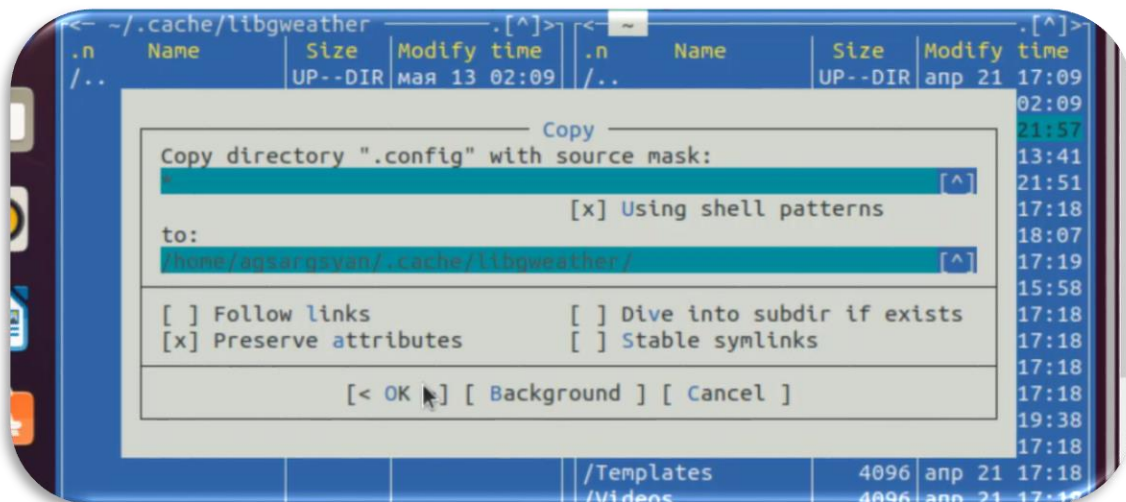 <- ~/.cache/libgweather .[^]> <- ~ .[^]>
.n Name Size Modify time .n Name Size Modify time
/.. UP--DIR мая 13 02:09 /.. UP--DIR апр 21 17:09
02:09
Copy 21:57
Copy directory ".config" with source mask: 13:41
* [^] 21:51
[x] Using shell patterns 17:18
to: 18:07
/home/agsargsyan/.cache/libgweather/ [^] 17:19
15:58
[ ] Follow links [ ] Dive into subdir if exists 17:18
[x] Preserve attributes [ ] Stable symlinks 17:18
17:18
[< OK >] [ Background ] [ Cancel ] 17:18
19:38
17:18
/Templates 4096 апр 21 17:18
/Videos 4096 апр 21 17:18